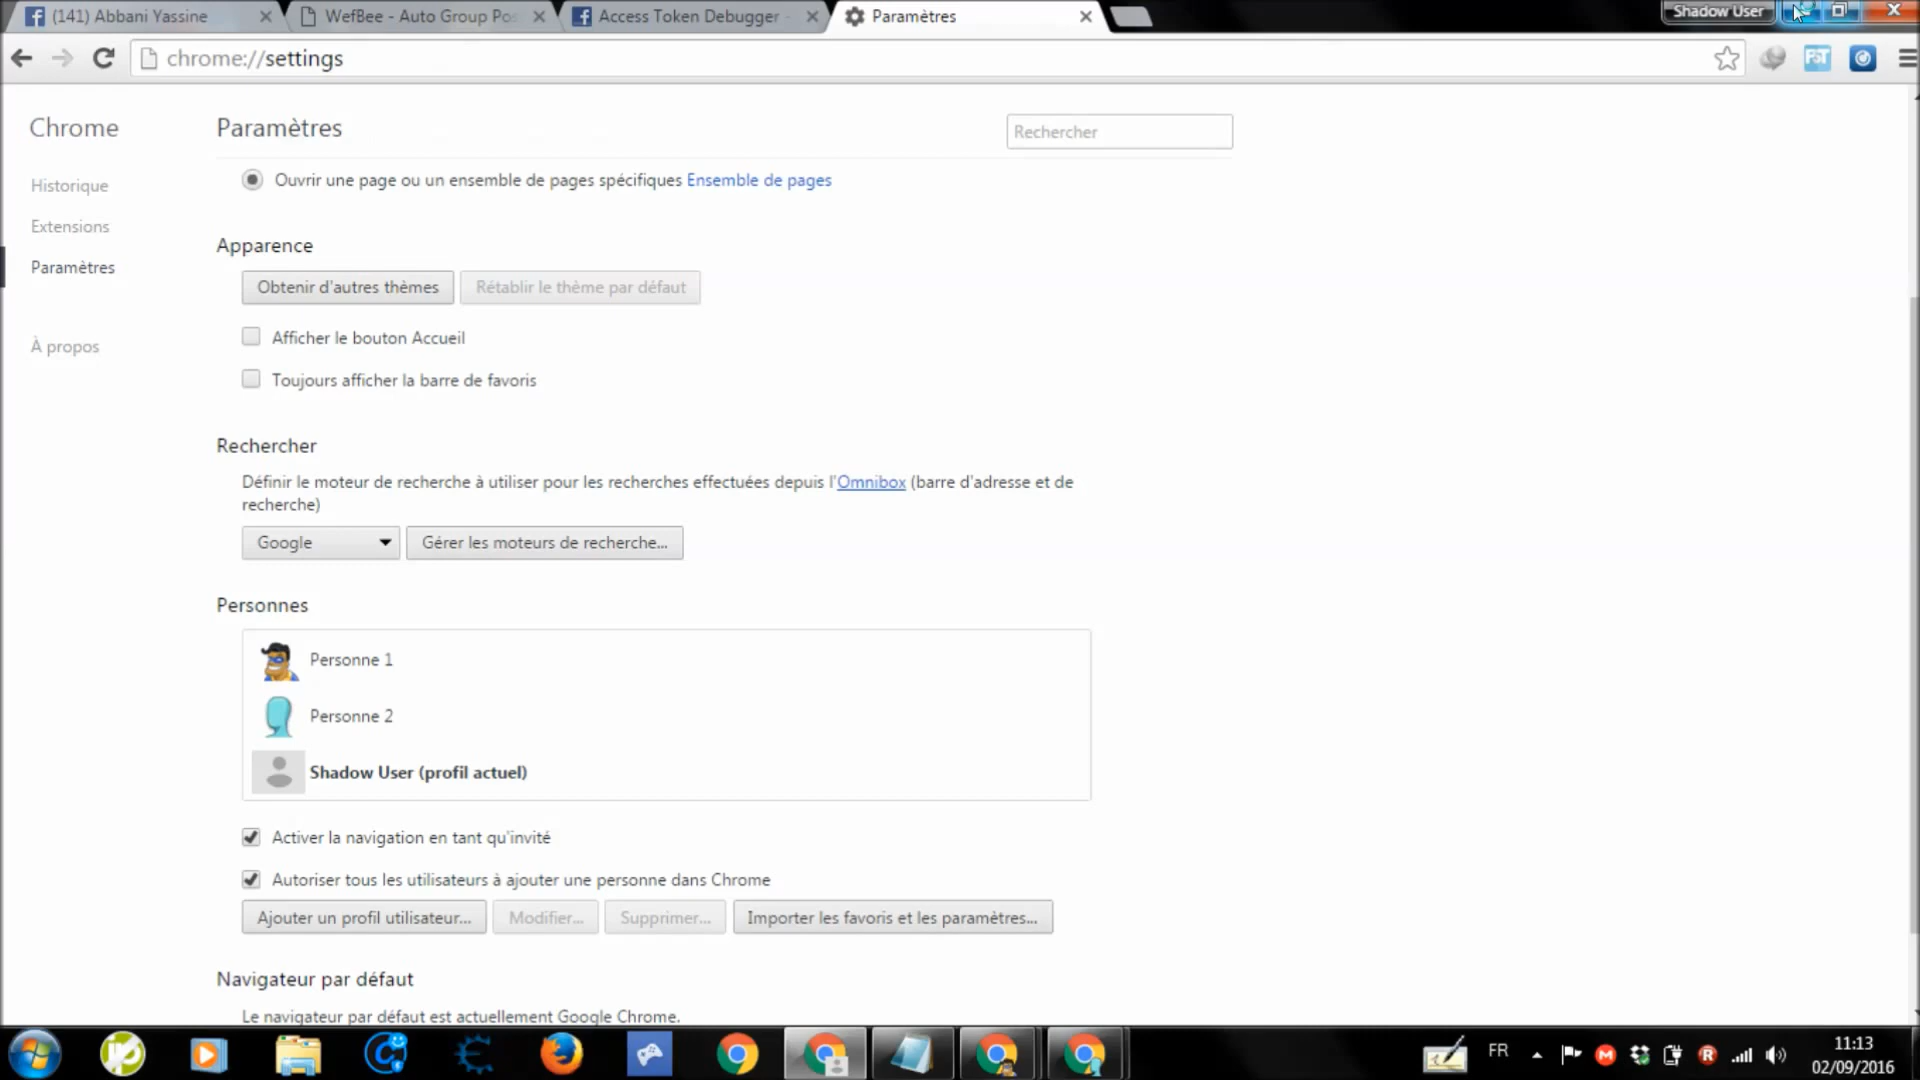 (141) Abbani Yassine
WefBee - Auto Group Pos
Access Token Debugger -
Paramètres
Shadow User
chrome://settings
Chrome
Paramètres
Rechercher
Historique
Extensions
Paramètres
À propos
Ouvrir une page ou un ensemble de pages spécifiques Ensemble de pages
Apparence
Obtenir d'autres thèmes
Rétablir le thème par défaut
Afficher le bouton Accueil
Toujours afficher la barre de favoris
Rechercher
Définir le moteur de recherche à utiliser pour les recherches effectuées depuis l'Omnibox (barre d'adresse et de
recherche)
Google
Gérer les moteurs de recherche...
Personnes
Personne 1
Personne 2
Shadow User (profil actuel)
Activer la navigation en tant qu'invité
Autoriser tous les utilisateurs à ajouter une personne dans Chrome
Ajouter un profil utilisateur...
Modifier...
Supprimer...
Importer les favoris et les paramètres...
Navigateur par défaut
Le navigateur par défaut est actuellement Google Chrome.
FR
11:13
02/09/2016